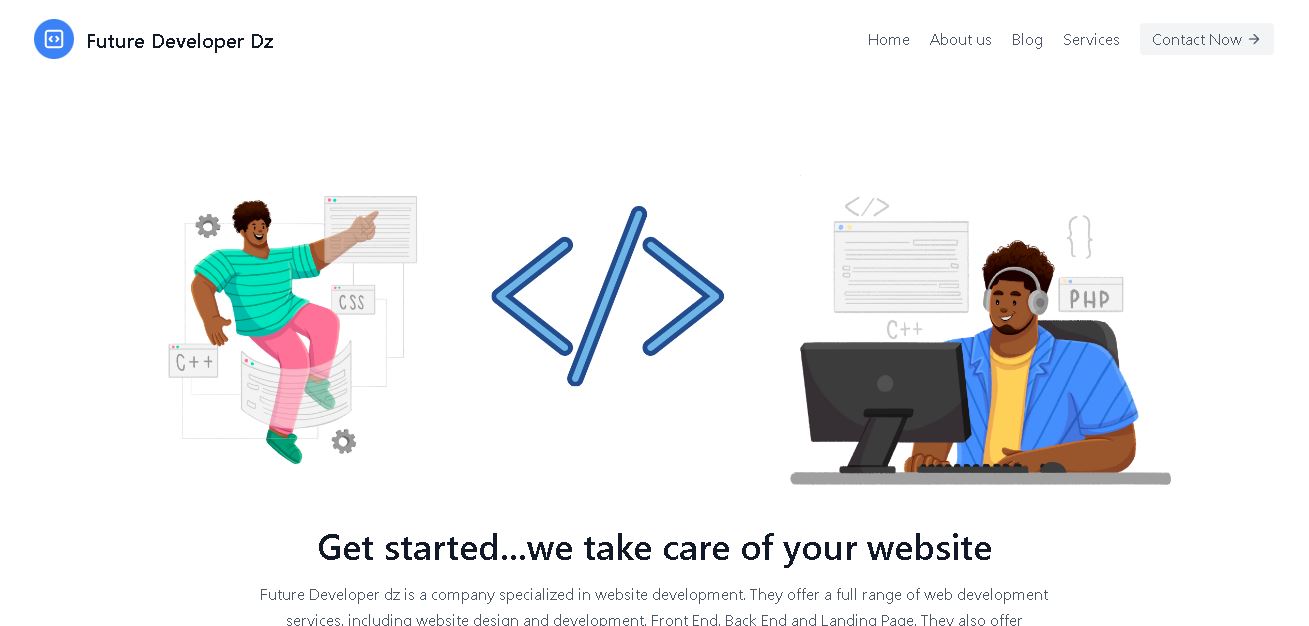 Future Developer Dz
Home About us Blog Services Contact Now →
</>
{}
CSS
PHP
C++
C++
</>
Get started...we take care of your website
Future Developer dz is a company specialized in website development. They offer a full range of web development
services, including website design and development, Front End, Back End and Landing Page. They also offer